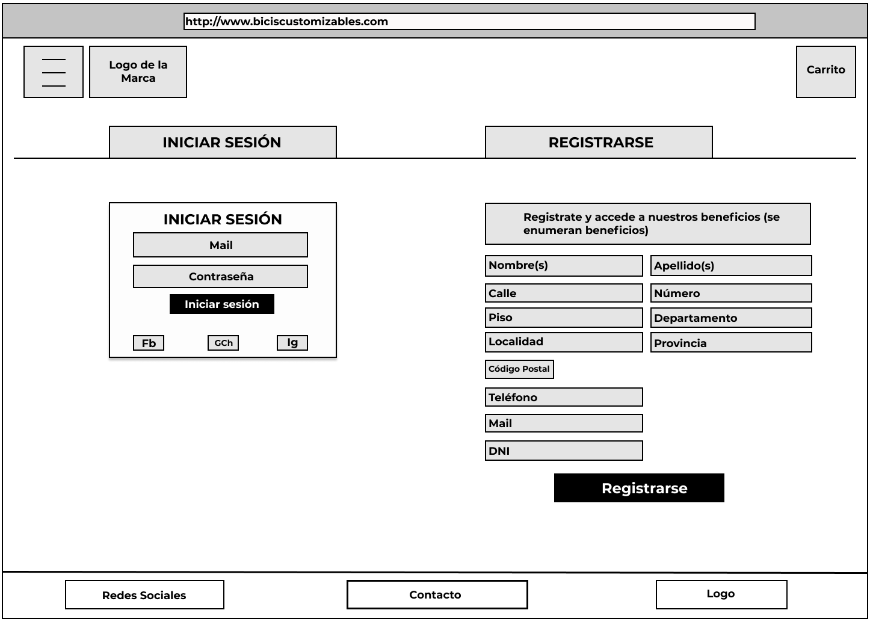 http://www.biciscustomizables.com
Logo de la
Marca
Carrito
INICIAR SESIÓN
REGISTRARSE
INICIAR SESIÓN
Mail
Contraseña
Iniciar sesión
Fb
GCh
Ig
Registrate y accede a nuestros beneficios (se
enumeran beneficios)
Nombre(s)
Apellido(s)
Calle
Número
Piso
Departamento
Localidad
Provincia
Código Postal
Teléfono
Mail
DNI
Registrarse
Redes Sociales
Contacto
Logo